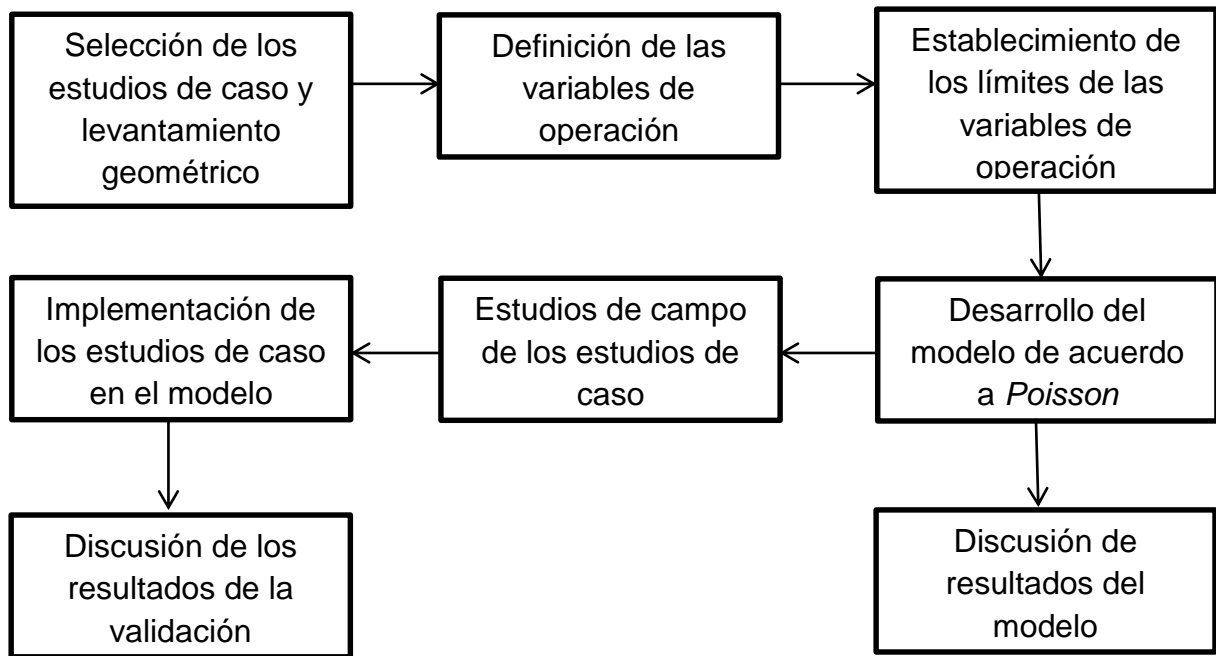 Selección de los
estudios de caso y
levantamiento
geométrico
Definición de las
variables de
operación
Establecimiento de
los límites de las
variables de
operación
Implementación de
los estudios de caso
en el modelo
Estudios de campo
de los estudios de
caso
Desarrollo del
modelo de acuerdo
a Poisson
Discusión de los
resultados de la
validación
Discusión de
resultados del
modelo